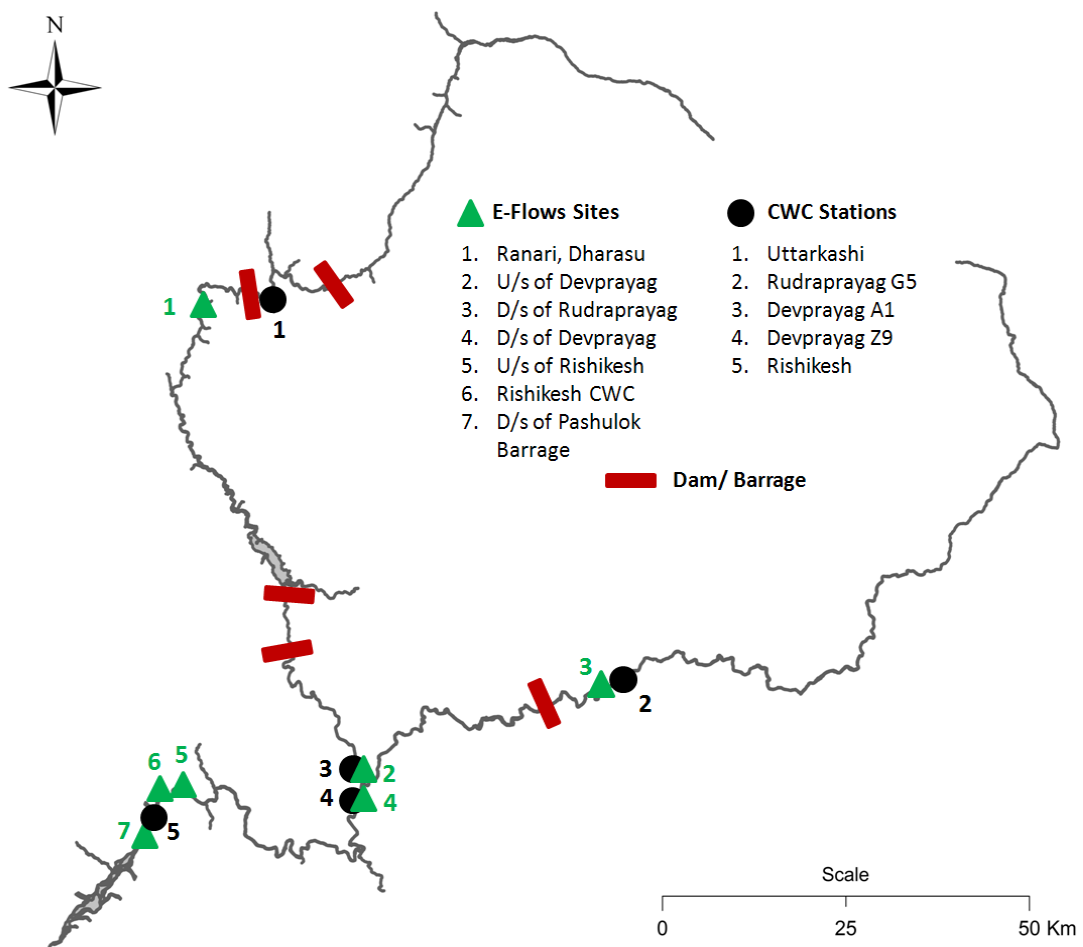 N
E-Flows Sites
1. Ranari, Dharasu
2. U/s of Devprayag
3. D/s of Rudraprayag
4. D/s of Devprayag
5. U/s of Rishikesh
6. Rishikesh CWC
7. D/s of Pashulok
Barrage
CWC Stations
1. Uttarkashi
2. Rudraprayag G5
3. Devprayag A1
4. Devprayag Z9
5. Rishikesh
Dam/ Barrage
1
1
3
2
3
2
4
4
6
5
5
7
Scale
0 25 50 Km